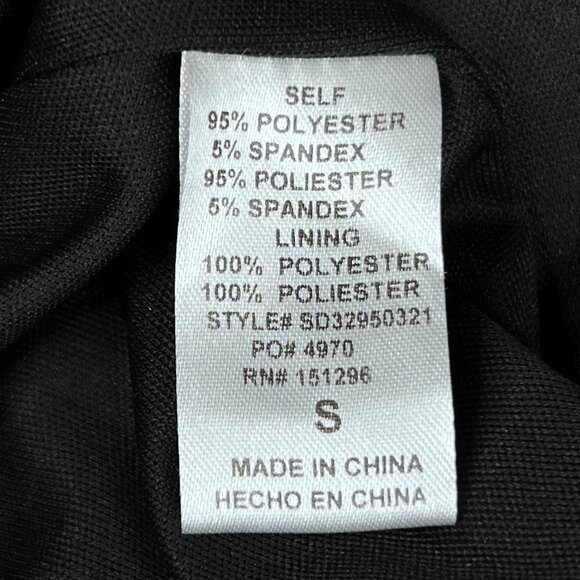 SELF
95% POLYESTER
5% SPANDEX
95% POLIESTER
5% SPANDEX
LINING
100% POLYESTER
100% POLIESTER
STYLE# SD32950321
PO# 4970
RN# 151296
S
MADE IN CHINA
HECHO EN CHINA